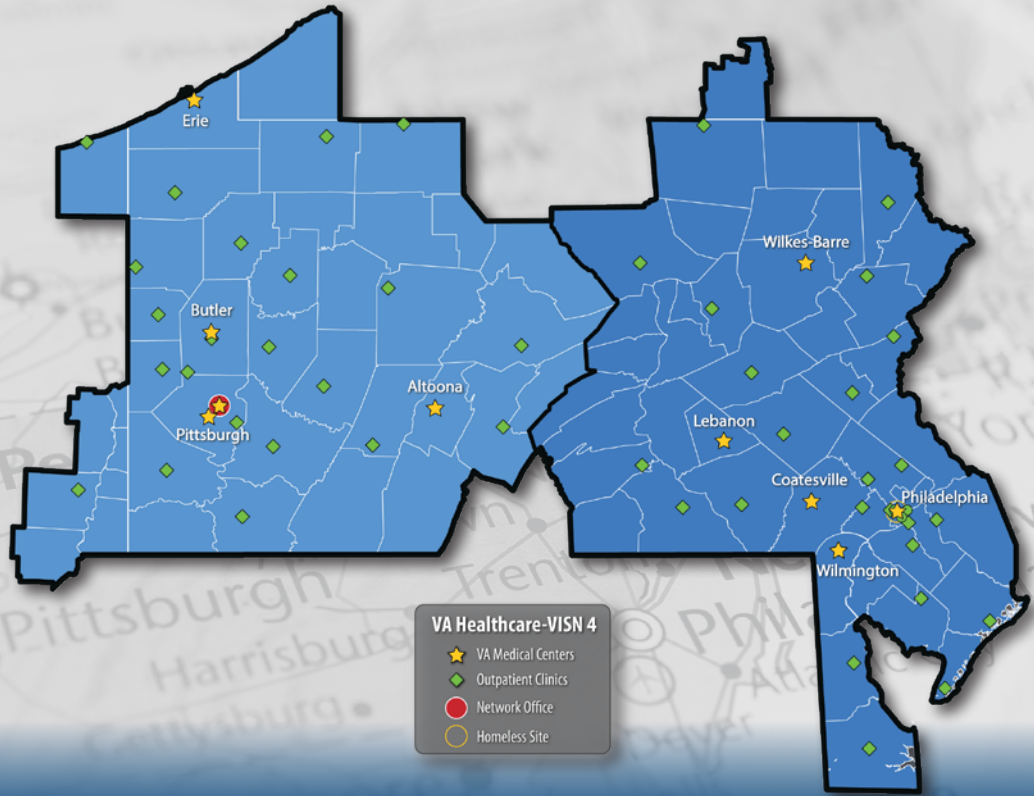 Erie
Wilkes-Barre
Butler
Altoona
Pittsburgh
Lebanon
Coatesville
Philadelphia
Wilmington
VA Healthcare-VISN 4
VA Medical Centers
Outpatient Clinics
Network Office
Homeless Site
Trenton
Pittsburgh
Harrisburg
Gettysburg